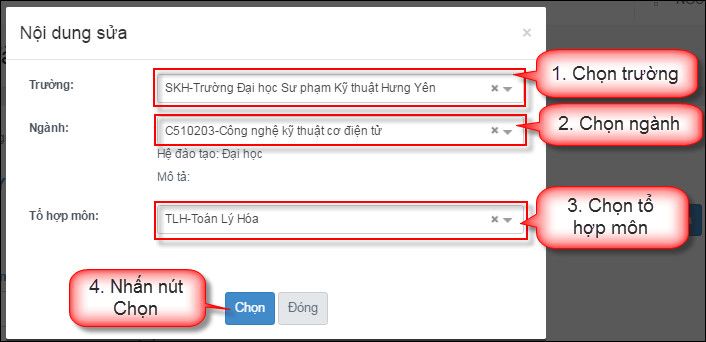 Nội dung sửa
×
Trường:
SKH-Trường Đại học Sư phạm Kỹ thuật Hưng Yên
1. Chọn trường
Ngành:
C510203-Công nghệ kỹ thuật cơ điện tử
2. Chọn ngành
Hệ đào tạo: Đại học
Mô tả:
Tổ hợp môn:
TLH-Toán Lý Hóa
3. Chọn tổ
hợp môn
4. Nhấn nút
Chọn
Chọn
Đóng